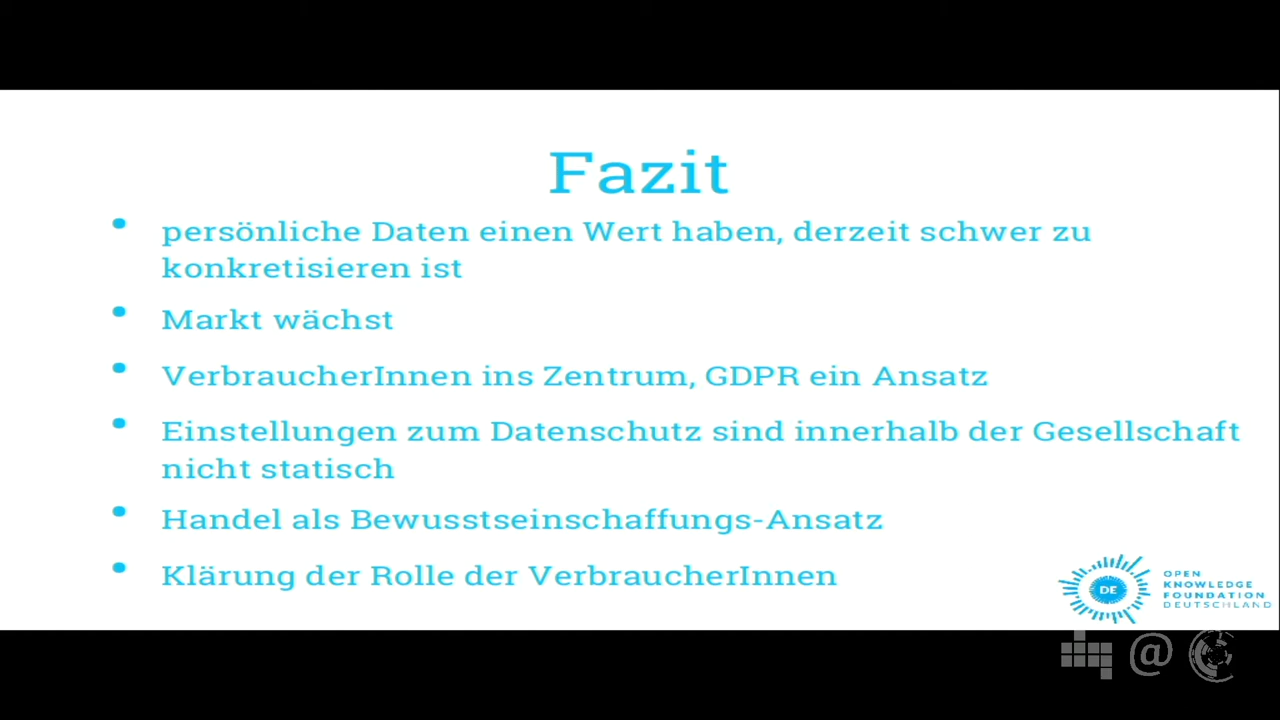 Fazit
• persönliche Daten einen Wert haben, derzeit schwer zu
konkretisieren ist
• Markt wächst
• VerbraucherInnen ins Zentrum, GDPR ein Ansatz
• Einstellungen zum Datenschutz sind innerhalb der Gesellschaft
nicht statisch
• Handel als Bewusstseinschaffungs-Ansatz
• Klärung der Rolle der VerbraucherInnen
DE
OPEN
KNOWLEDGE
FOUNDATION
DEUTSCHLAND
@